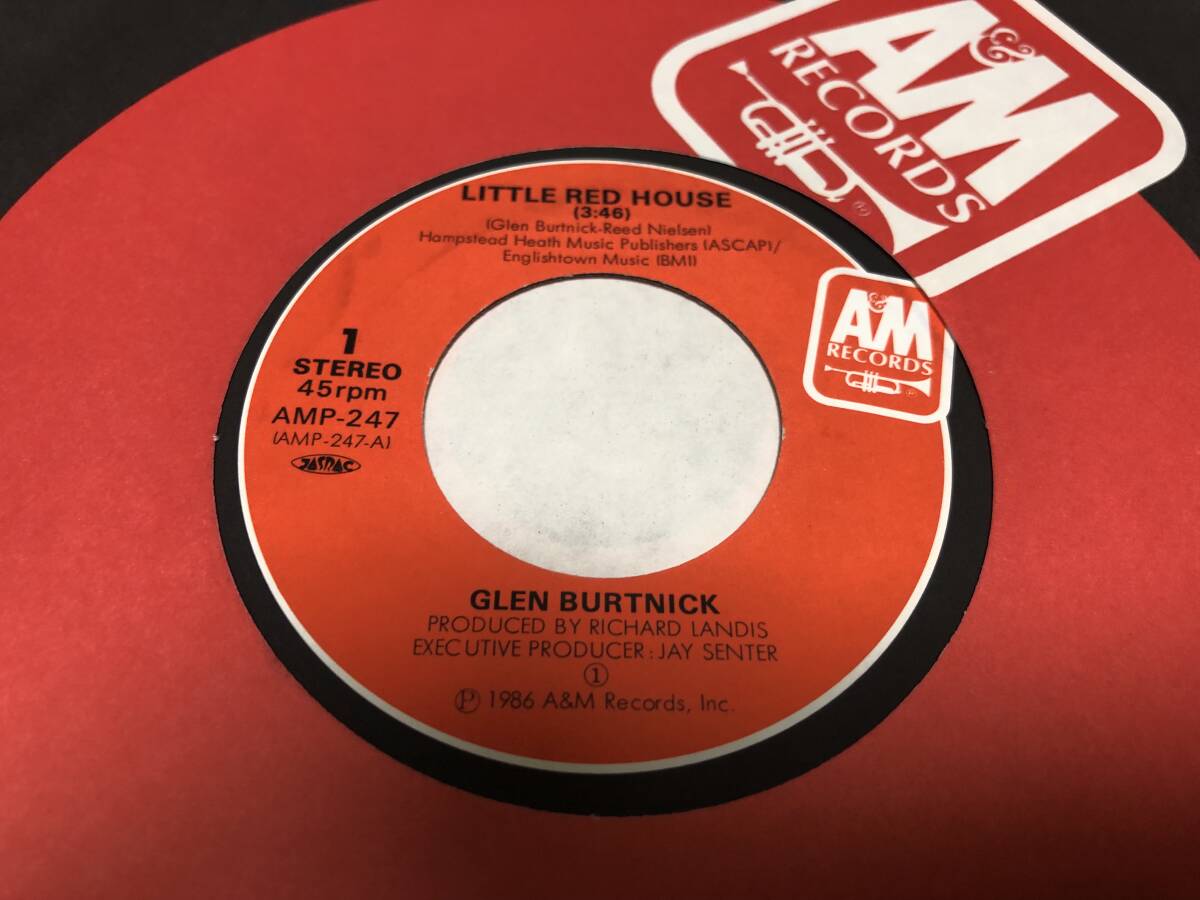 A&M
RECORDS
LITTLE RED HOUSE
(3:46)
(Glen Burtnick-Reed Nielsen)
Hampstead Heath Music Publishers (ASCAP)/
Englishtown Music (BMI)
A&M
RECORDS
1
STEREO
45rpm
AMP-247
(AMP-247-A)
JASRAC
GLEN BURTNICK
PRODUCED BY RICHARD LANDIS
EXECUTIVE PRODUCER: JAY SENTER
①
Ⓟ 1986 A&M Records, Inc.